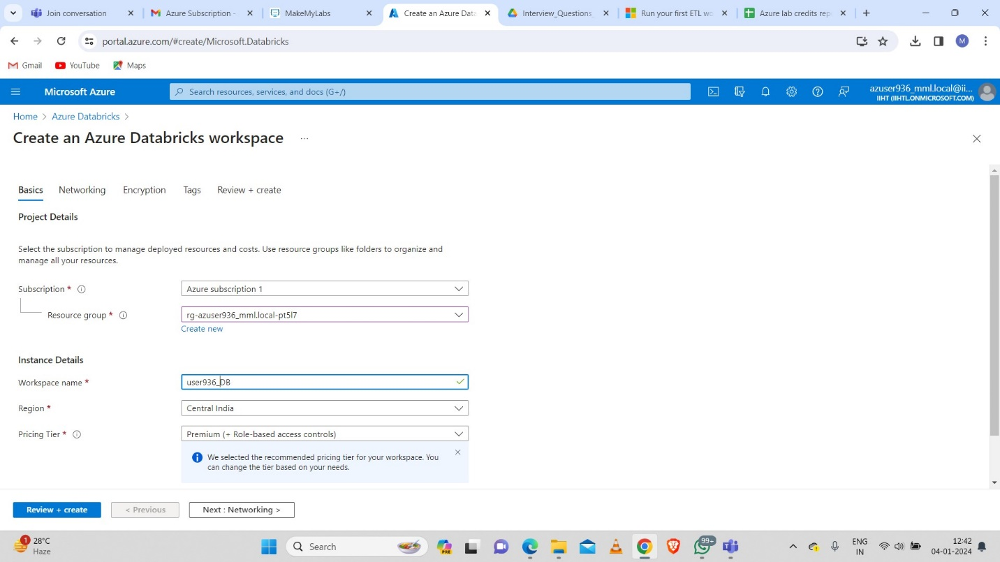 Join conversation
Azure Subscription -
MakeMyLabs
Create an Azure Data
Interview_Questions_
Run your first ETL wo
Azure lab credits rep
portal.azure.com/#create/Microsoft.Databricks
M
Gmail
YouTube
Maps
Microsoft Azure
Search resources, services, and docs (G+/)
azuser936_mml.local@ii...
IIHT (IIHTL.ONMICROSOFT.COM)
Home > Azure Databricks >
Create an Azure Databricks workspace ...
Basics Networking Encryption Tags Review + create
Project Details
Select the subscription to manage deployed resources and costs. Use resource groups like folders to organize and
manage all your resources.
Subscription *
Azure subscription 1
Resource group *
rg-azuser936_mml.local-pt5l7
Create new
Instance Details
Workspace name *
user936_DB
Region *
Central India
Pricing Tier *
Premium (+ Role-based access controls)
We selected the recommended pricing tier for your workspace. You
can change the tier based on your needs.
Review + create
< Previous
Next : Networking >
1
28°C
Haze
Search
PRE
99+
ENG
IN
12:42
04-01-2024